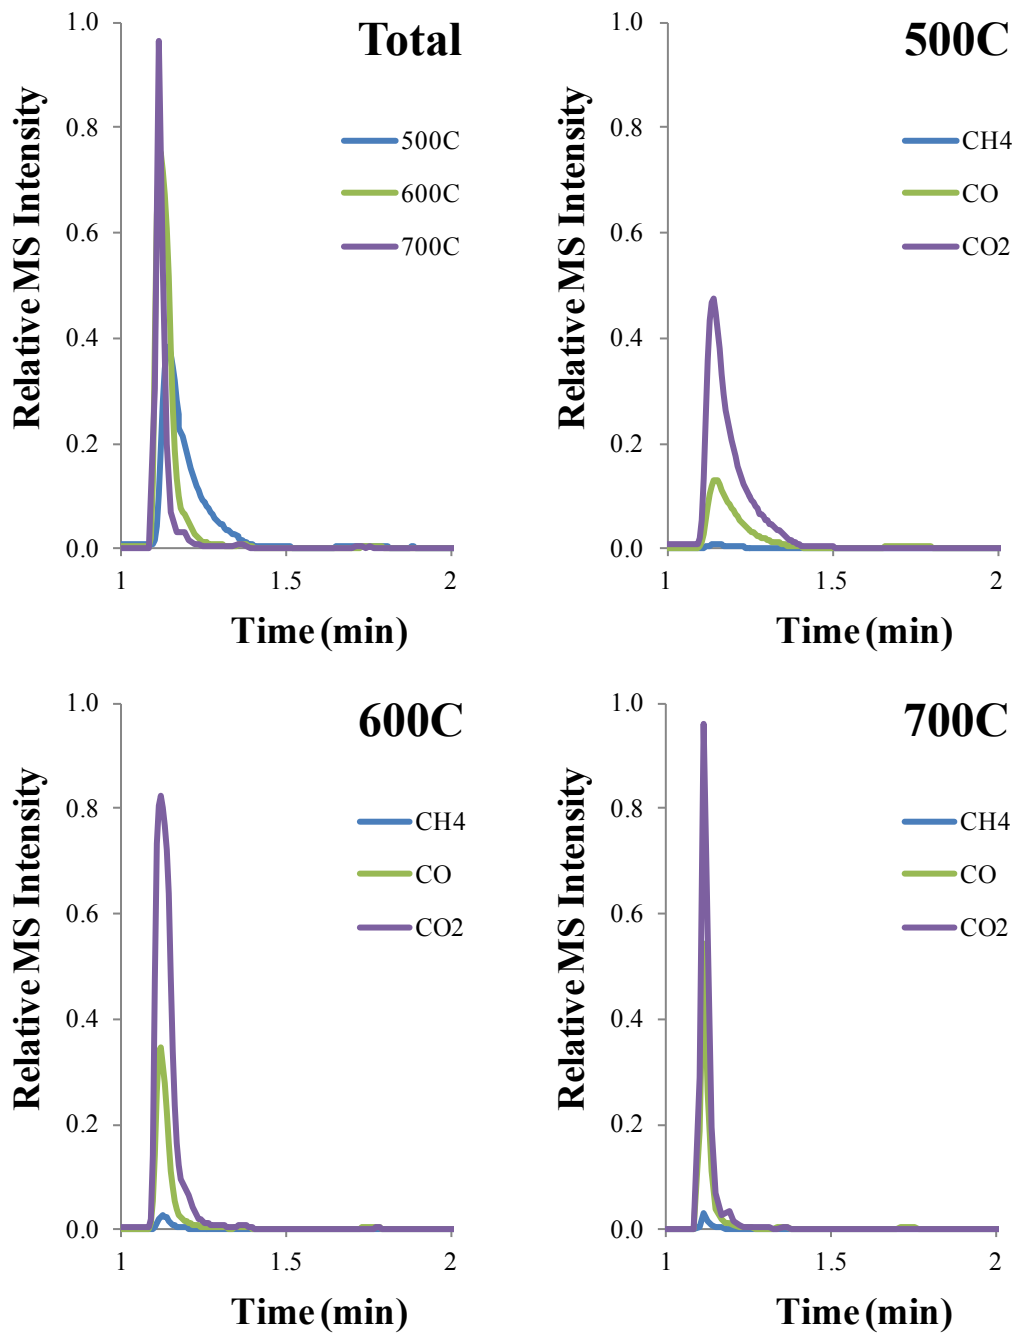 Total
Relative MS Intensity
1.0
0.8
0.6
0.4
0.2
0.0
500C
600C
700C
1
1.5
2
Time (min)
500C
Relative MS Intensity
1.0
0.8
0.6
0.4
0.2
0.0
CH4
CO
CO2
1
1.5
2
Time (min)
600C
Relative MS Intensity
1.0
0.8
0.6
0.4
0.2
0.0
CH4
CO
CO2
1
1.5
2
Time (min)
700C
Relative MS Intensity
1.0
0.8
0.6
0.4
0.2
0.0
CH4
CO
CO2
1
1.5
2
Time (min)